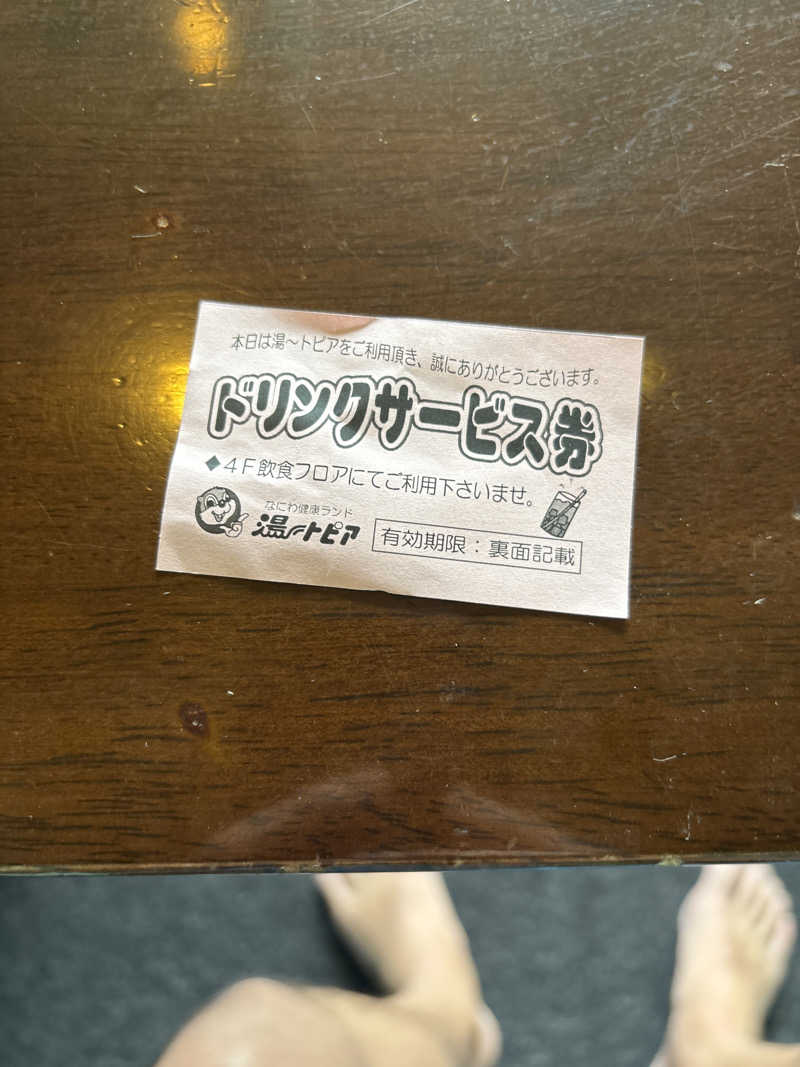 本日は湯～トピアをご利用頂き、誠にありがとうございます。
ドリンクサービス券
◆4F飲食フロアにてご利用下さいませ。
なにわ健康ランド
湯〜トピア
有効期限：裏面記載